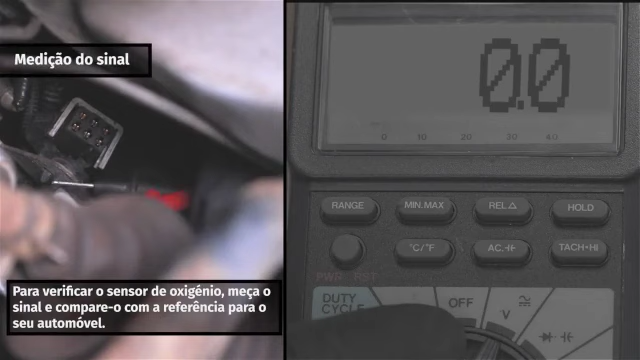 Medição do sinal
Para verificar o sensor de oxigénio, meça o
sinal e compare-o com a referência para o
seu automóvel.
0.0
0 10 20 30 40
RANGE MIN.MAX REL △ HOLD
°C/°F AC⊣⊢ TACH•HI
PWR RST
DUTY
CYCLE
OFF
V